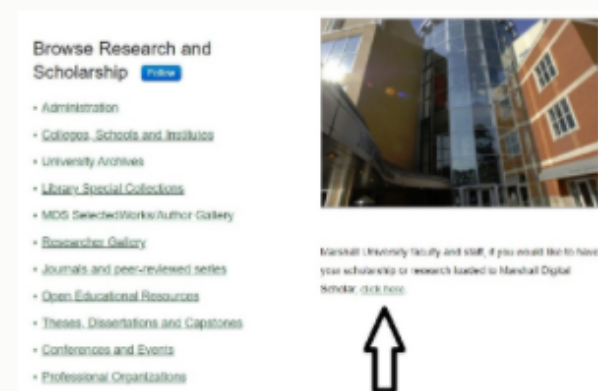 Browse Research and
Scholarship Follow
• Administration
• Colleges, Schools and Institutes
• University Archives
• Library Special Collections
• MDS SelectedWorks/Author Gallery
• Researcher Gallery
• Journals and peer-reviewed series
• Open Educational Resources
• Theses, Dissertations and Capstones
• Conferences and Events
• Professional Organizations
Marshall University faculty and staff, if you would like to have
your scholarship or research loaded to Marshall Digital
Scholar, click here.